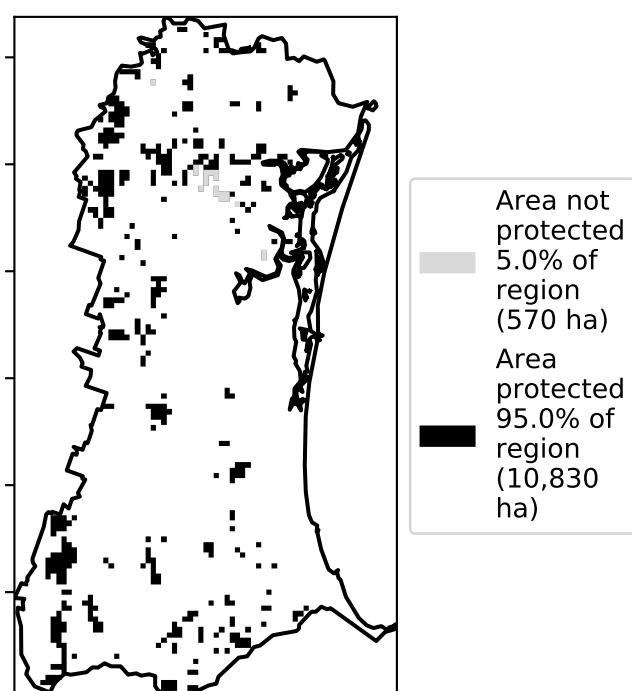 Area not
protected
5.0% of
region
(570 ha)
Area
protected
95.0% of
region
(10,830
ha)